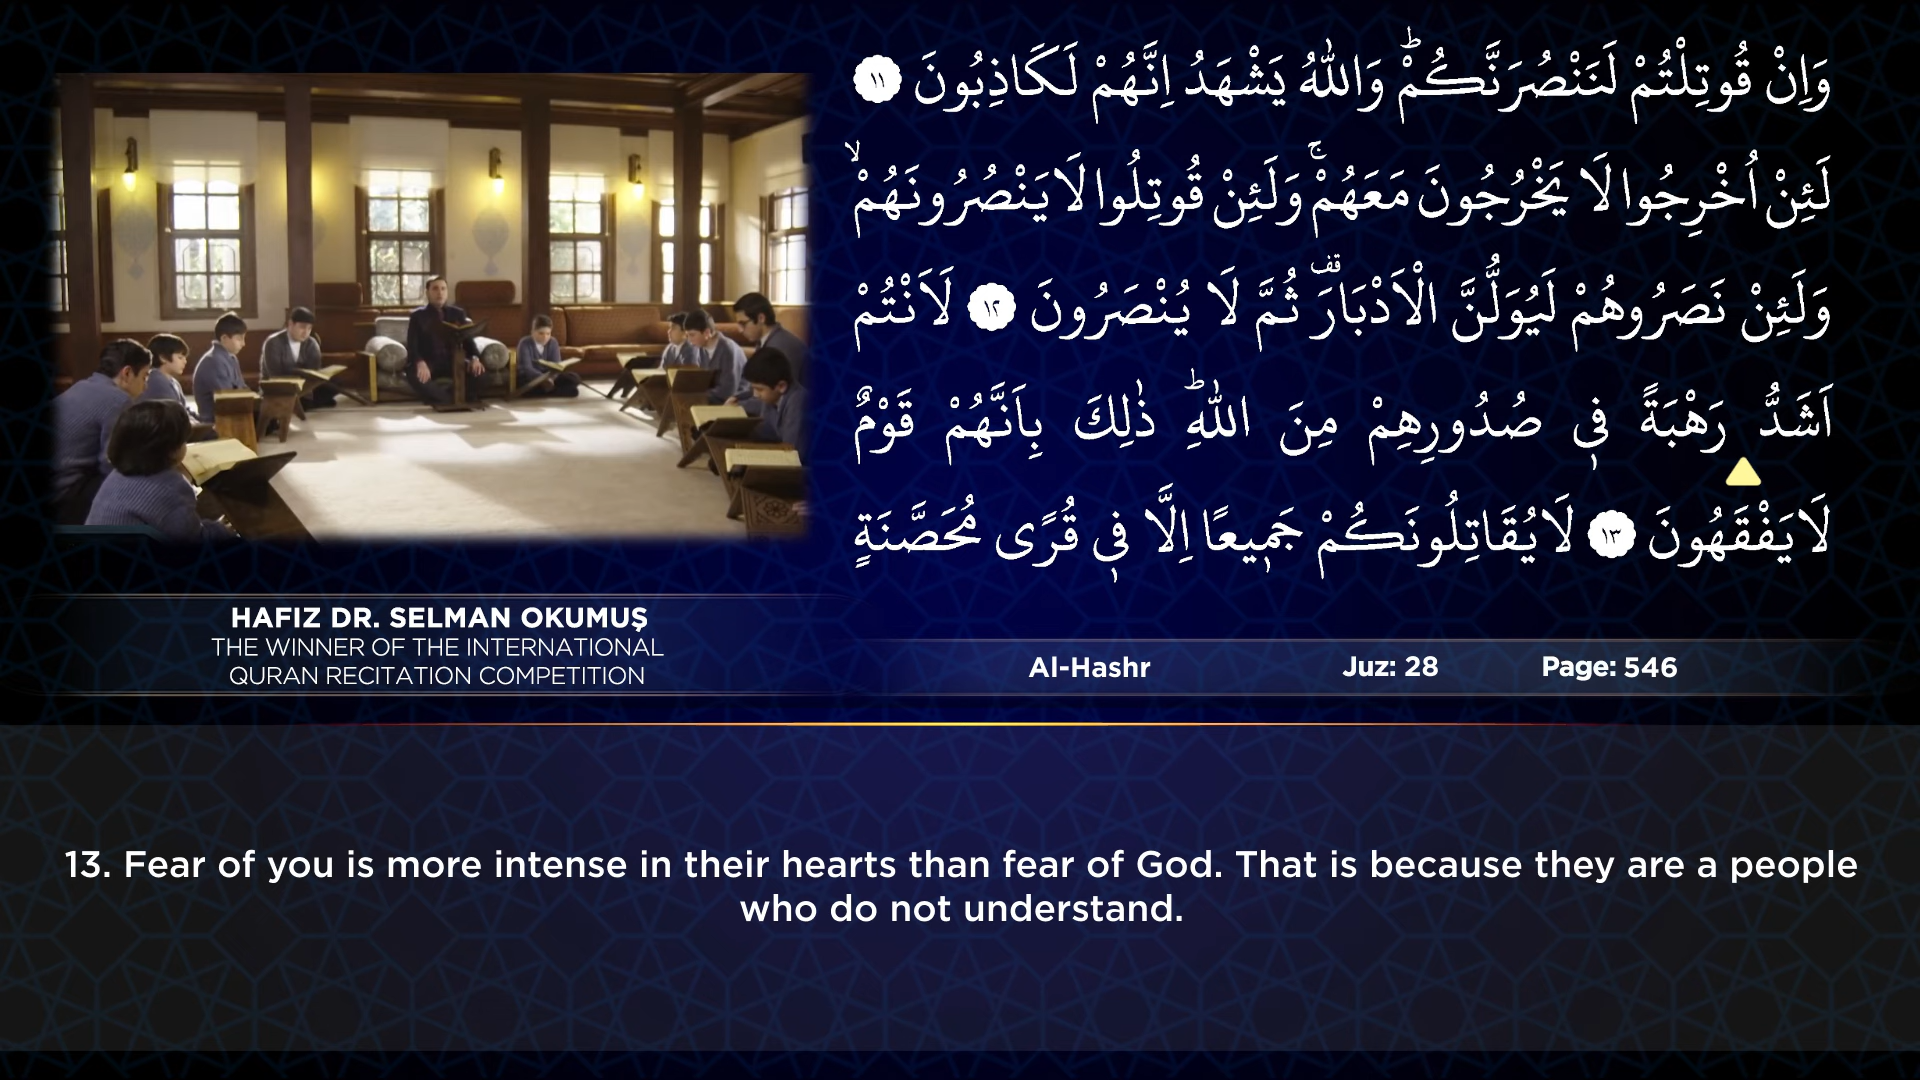 وَاِنْ قُوتِلْتُمْ لَنَنْصُرَنَّكُمْؕ وَاللّٰهُ يَشْهَدُ اِنَّهُمْ لَكَاذِبُونَ ١١
لَئِنْ اُخْرِجُوا لَا يَخْرُجُونَ مَعَهُمْۚ وَلَئِنْ قُوتِلُوا لَا يَنْصُرُونَهُمْۙ
وَلَئِنْ نَصَرُوهُمْ لَيُوَلُّنَّ الْاَدْبَارَ۠ قف ثُمَّ لَا يُنْصَرُونَ ١٢ لَاَنْتُمْ
اَشَدُّ رَهْبَةً فٖي صُدُورِهِمْ مِنَ اللّٰهِؕ ذٰلِكَ بِاَنَّهُمْ قَوْمٌ
لَا يَفْقَهُونَ ١٣ لَا يُقَاتِلُونَكُمْ جَمٖيعًا اِلَّا فٖي قُرًى مُحَصَّنَةٍ
HAFIZ DR. SELMAN OKUMUŞ
THE WINNER OF THE INTERNATIONAL
QURAN RECITATION COMPETITION
Al-Hashr Juz: 28 Page: 546
13. Fear of you is more intense in their hearts than fear of God. That is because they are a people
who do not understand.